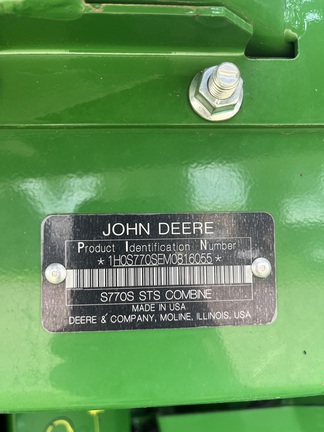 JOHN DEERE
Product Identification Number
*1H0S770SEM0816055*
S770S STS COMBINE
MADE IN USA
DEERE & COMPANY, MOLINE, ILLINOIS, USA